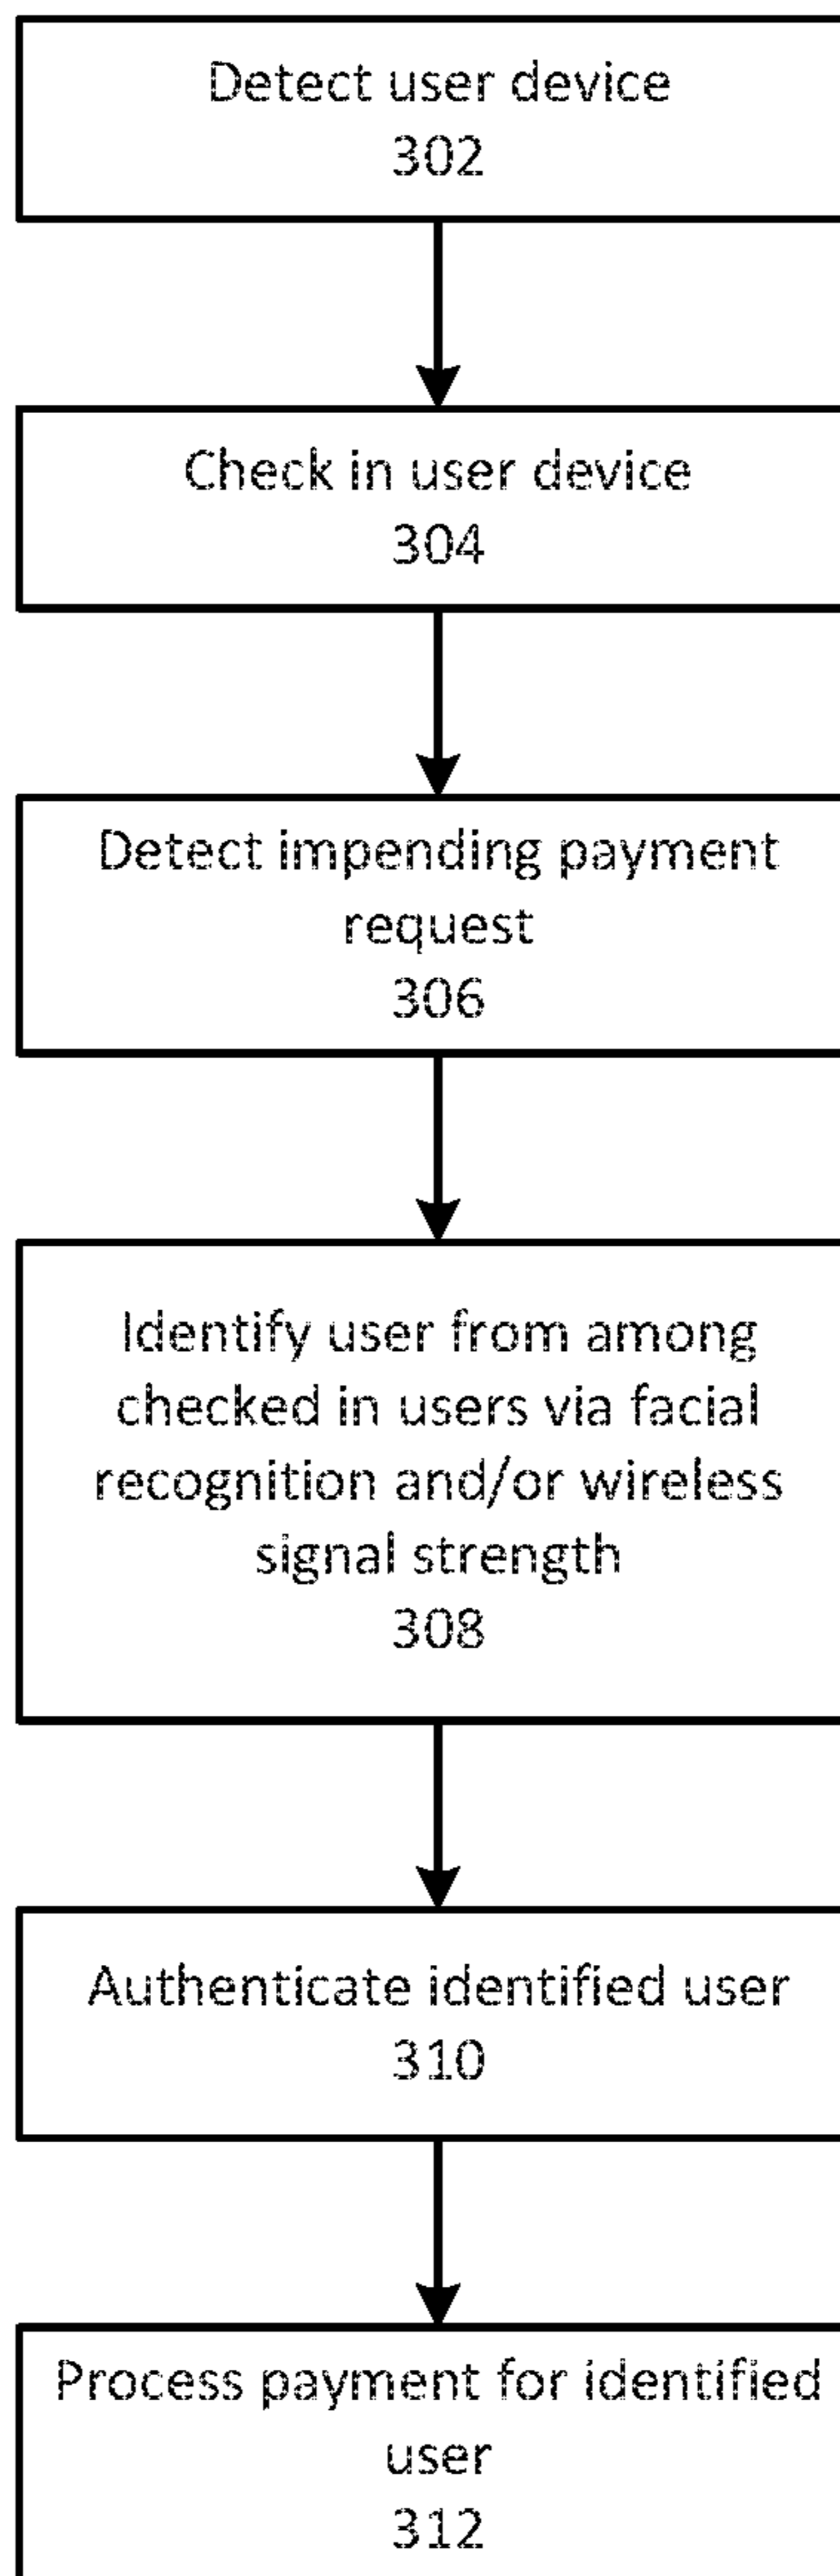 Detect user device
302
Check in user device
304
Detect impending payment
request
306
Identify user from among
checked in users via facial
recognition and/or wireless
signal strength
308
Authenticate identified user
310
Process payment for identified
user
312